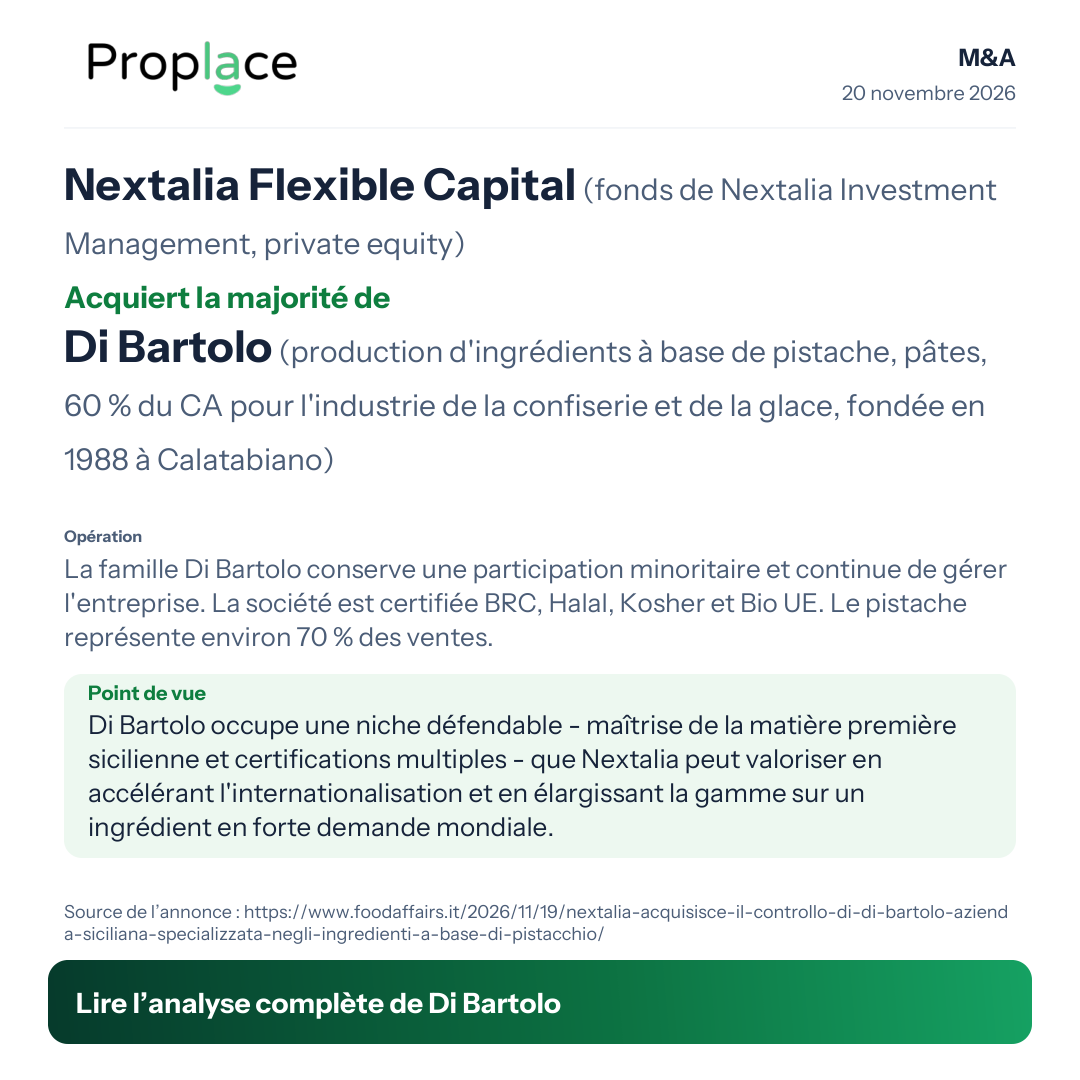 Proplace
M&A
20 novembre 2026
Nextalia Flexible Capital (fonds de Nextalia Investment
Management, private equity)
Acquiert la majorité de
Di Bartolo (production d'ingrédients à base de pistache, pâtes,
60 % du CA pour l'industrie de la confiserie et de la glace, fondée en
1988 à Calatabiano)
Opération
La famille Di Bartolo conserve une participation minoritaire et continue de gérer
l'entreprise. La société est certifiée BRC, Halal, Kosher et Bio UE. Le pistache
représente environ 70 % des ventes.
Point de vue
Di Bartolo occupe une niche défendable - maîtrise de la matière première
sicilienne et certifications multiples - que Nextalia peut valoriser en
accélérant l'internationalisation et en élargissant la gamme sur un
ingrédient en forte demande mondiale.
Source de l’annonce : https://www.foodaffairs.it/2026/11/19/nextalia-acquisisce-il-controllo-di-di-bartolo-aziend
a-siciliana-specializzata-negli-ingredienti-a-base-di-pistacchio/
Lire l’analyse complète de Di Bartolo